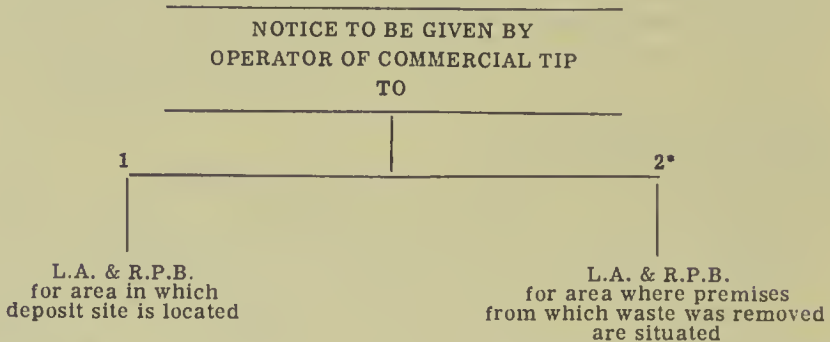 NOTICE TO BE GIVEN BY
OPERATOR OF COMMERCIAL TIP
TO
1
2*
L.A. & R.P.B.
for area in which
deposit site is located
L.A. & R.P.B.
for area where premises
from which waste was removed
are situated